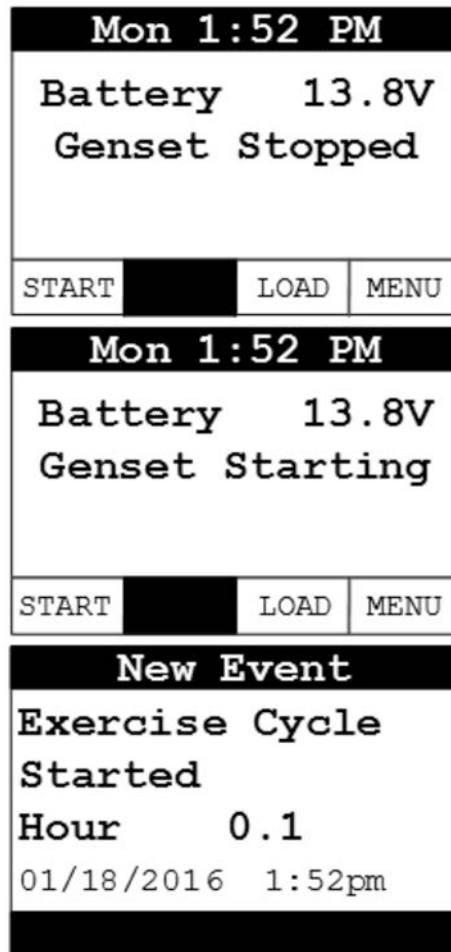 Mon 1:52 PM
Battery 13.8V
Genset Stopped
START LOAD MENU
Mon 1:52 PM
Battery 13.8V
Genset Starting
START LOAD MENU
New Event
Exercise Cycle
Started
Hour 0.1
01/18/2016 1:52pm